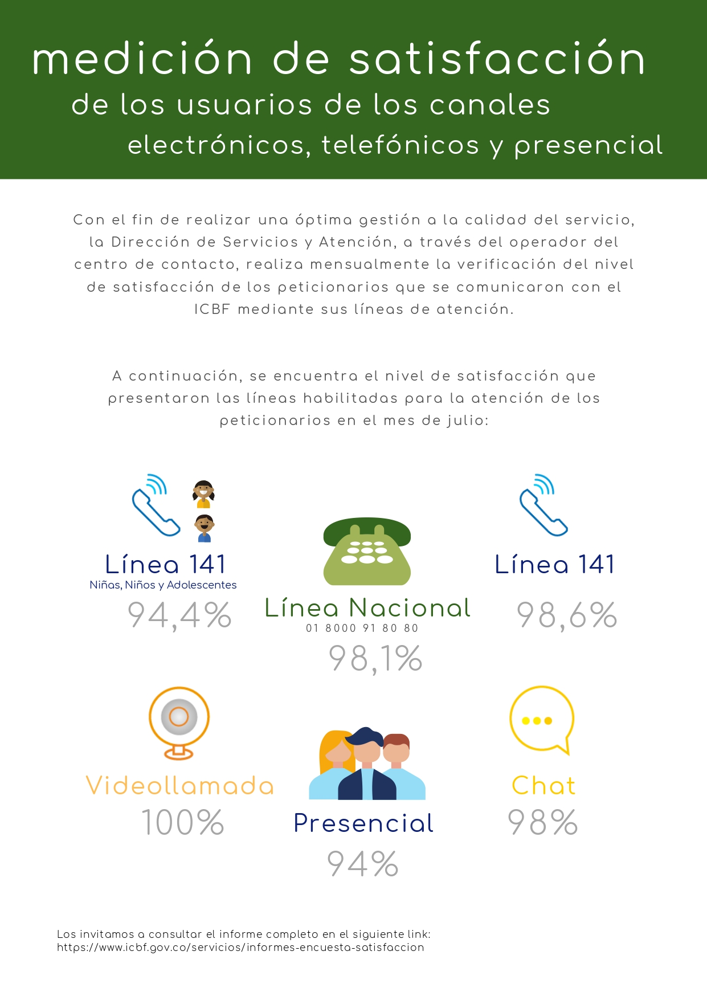 medición de satisfacción
de los usuarios de los canales
electrónicos, telefónicos y presencial
Con el fin de realizar una óptima gestión a la calidad del servicio,
la Dirección de Servicios y Atención, a través del operador del
centro de contacto, realiza mensualmente la verificación del nivel
de satisfacción de los peticionarios que se comunicaron con el
ICBF mediante sus líneas de atención.
A continuación, se encuentra el nivel de satisfacción que
presentaron las líneas habilitadas para la atención de los
peticionarios en el mes de julio:
Línea 141
Niñas, Niños y Adolescentes
94,4%
Línea Nacional
01 8000 91 80 80
98,1%
Línea 141
98,6%
Videollamada
100%
Presencial
94%
Chat
98%
Los invitamos a consultar el informe completo en el siguiente link:
https://www.icbf.gov.co/servicios/informes-encuesta-satisfaccion